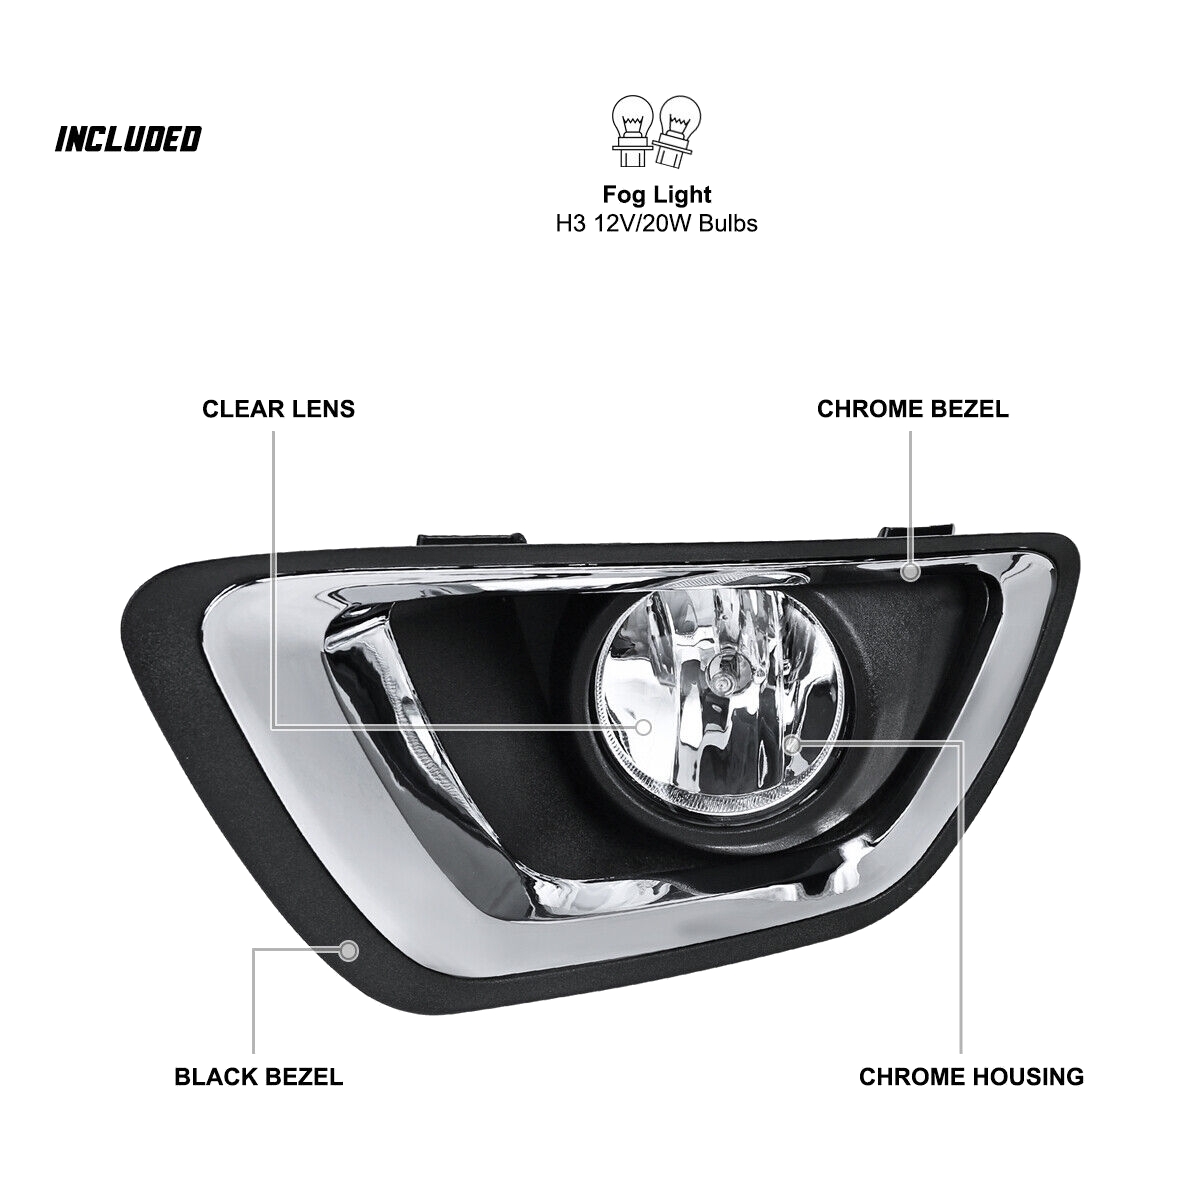 INCLUDED
Fog Light
H3 12V/20W Bulbs
CLEAR LENS
CHROME BEZEL
BLACK BEZEL
CHROME HOUSING